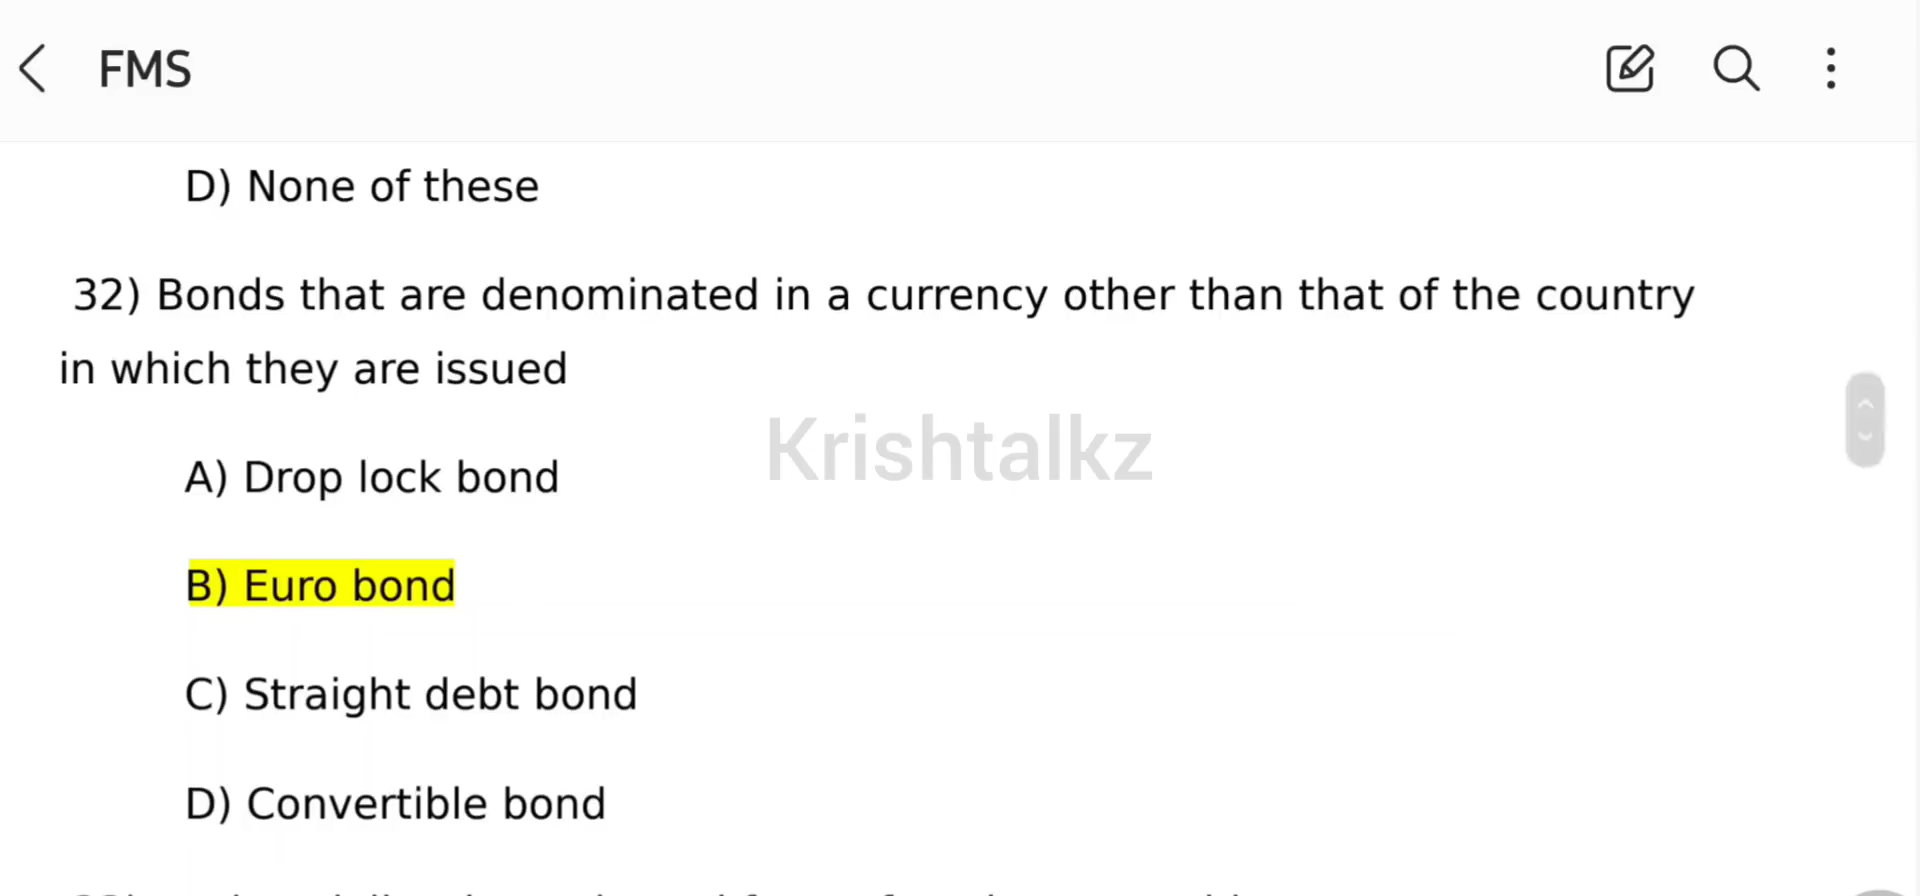 FMS
D) None of these
32) Bonds that are denominated in a currency other than that of the country
in which they are issued
Krishtalkz
A) Drop lock bond
B) Euro bond
C) Straight debt bond
D) Convertible bond